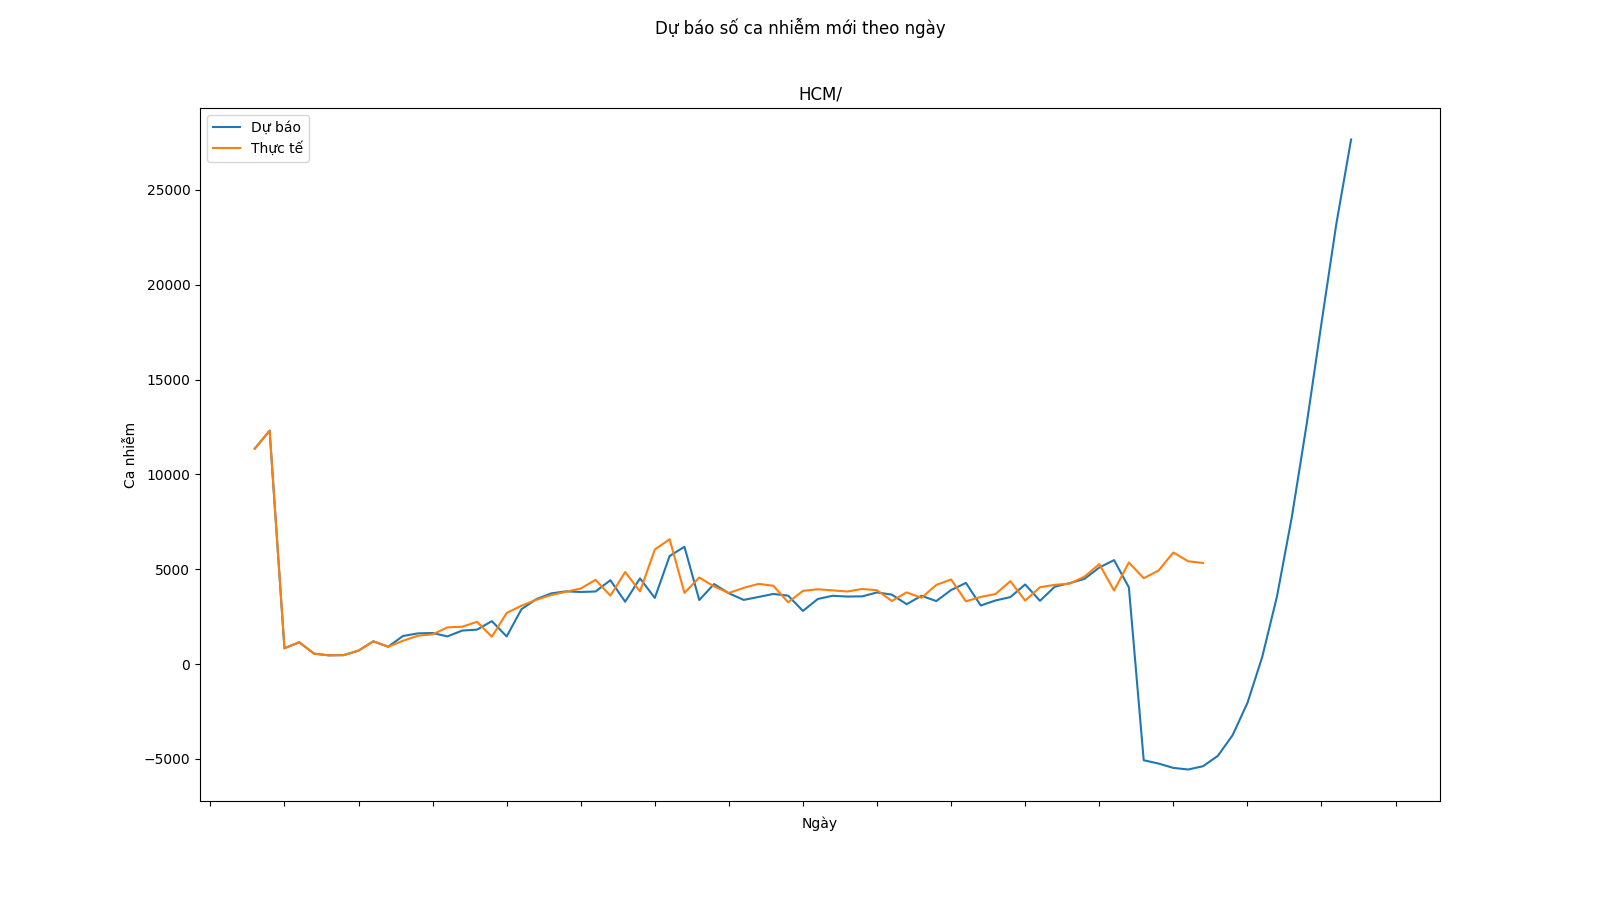 Dự báo số ca nhiễm mới theo ngày
HCM/
Dự báo
Thực tế
25000
20000
15000
10000
5000
0
−5000
Ca nhiễm
Ngày